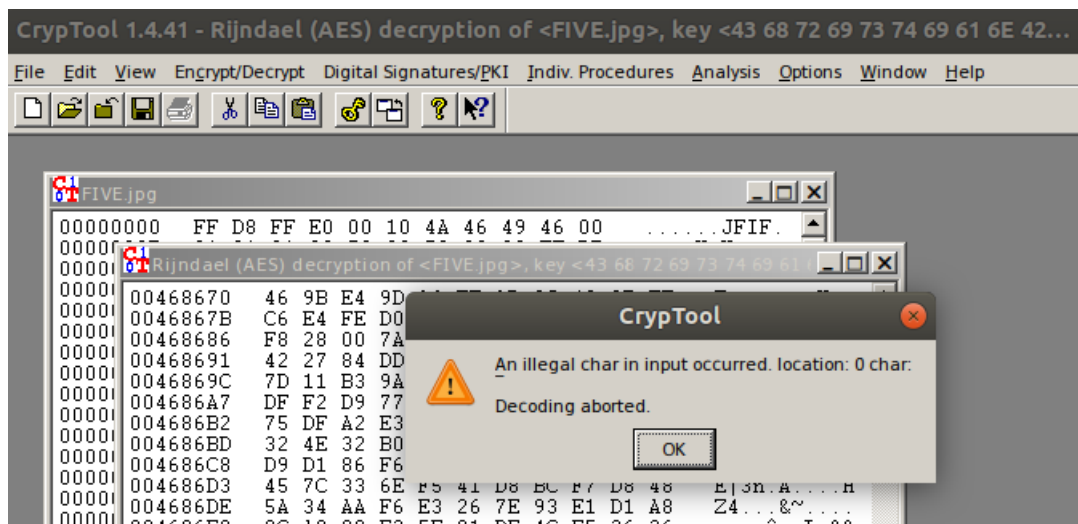 CrypTool 1.4.41 - Rijndael (AES) decryption of <FIVE.jpg>, key <43 68 72 69 73 74 69 61 6E 42...
File Edit View Encrypt/Decrypt Digital Signatures/PKI Indiv. Procedures Analysis Options Window Help
FIVE.jpg
00000000 FF D8 FF E0 00 10 4A 46 49 46 00 ......JFIF.
Rijndael (AES) decryption of <FIVE.jpg>, key <43 68 72 69 73 74 69 61
00468670 46 9B E4 9D
0046867B C6 E4 FE D0
00468686 F8 28 00 7A
00468691 42 27 84 DD
0046869C 7D 11 B3 9A
004686A7 DF F2 D9 77
004686B2 75 DF A2 E3
004686BD 32 4E 32 B0
004686C8 D9 D1 86 F6
004686D3 45 7C 33 6E F5 41 D8 BC F7 D8 48 E|3n.A....H
004686DE 5A 34 AA F6 E3 26 7E 93 E1 D1 A8 Z4...&~....
CrypTool
An illegal char in input occurred. location: 0 char:
Decoding aborted.
OK